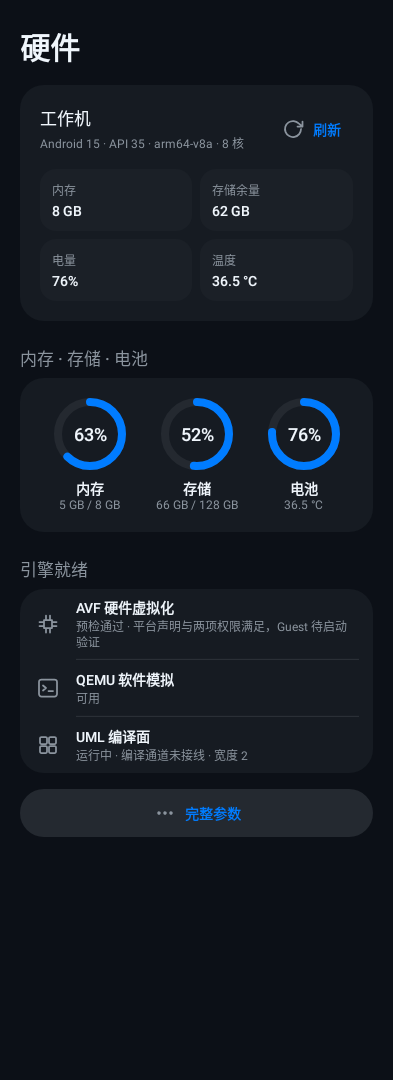 硬件
工作机
Android 15 · API 35 · arm64-v8a · 8 核
刷新
内存
8 GB
存储余量
62 GB
电量
76%
温度
36.5 °C
内存 · 存储 · 电池
63%
52%
76%
内存
存储
电池
5 GB / 8 GB
66 GB / 128 GB
36.5 °C
引擎就绪
AVF 硬件虚拟化
预检通过 · 平台声明与两项权限满足，Guest 待启动
验证
QEMU 软件模拟
可用
UML 编译面
运行中 · 编译通道未接线 · 宽度 2
完整参数